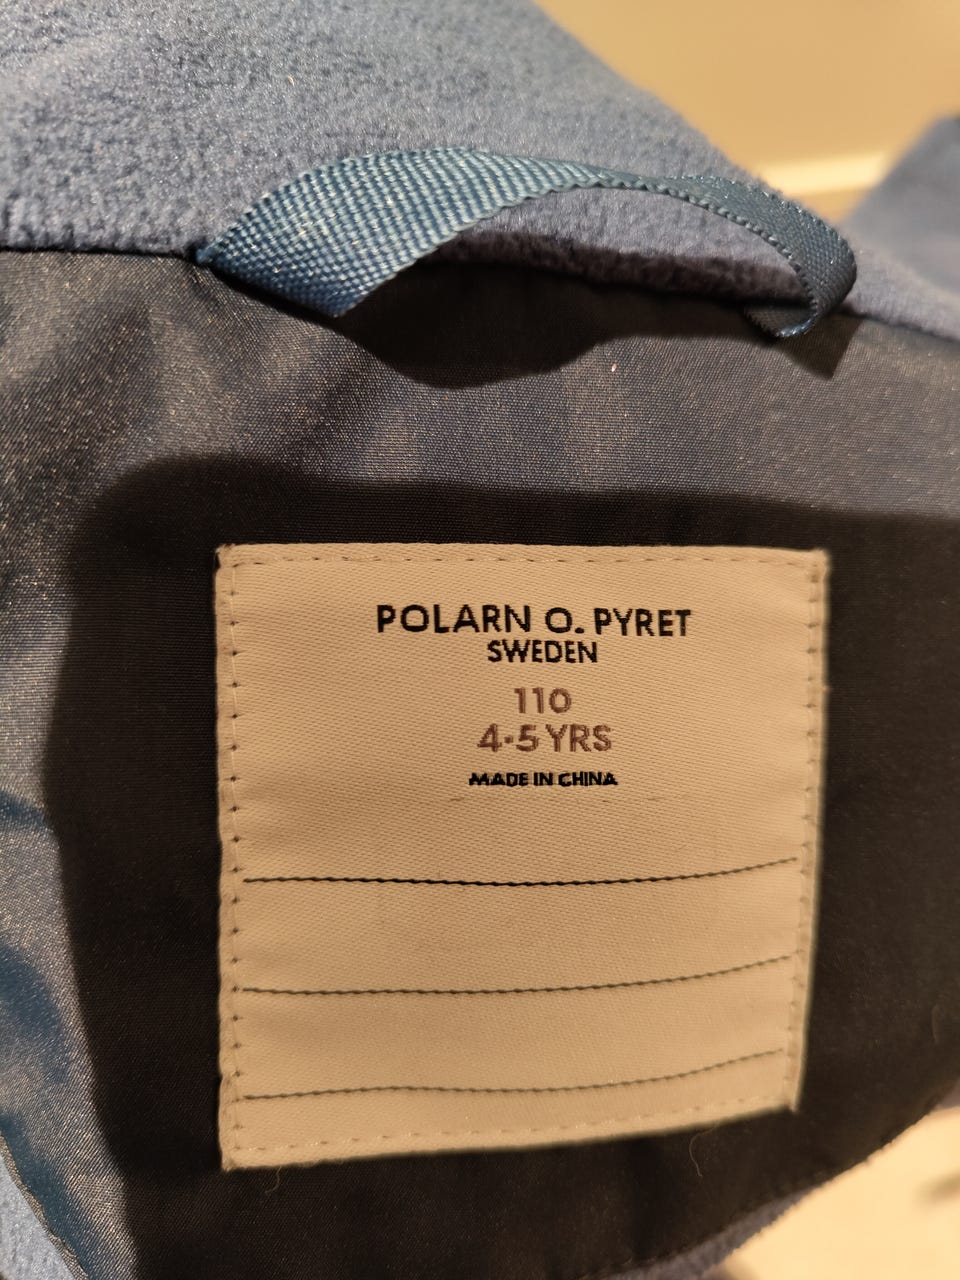 POLARN O. PYRET
SWEDEN
110
4-5 YRS
MADE IN CHINA